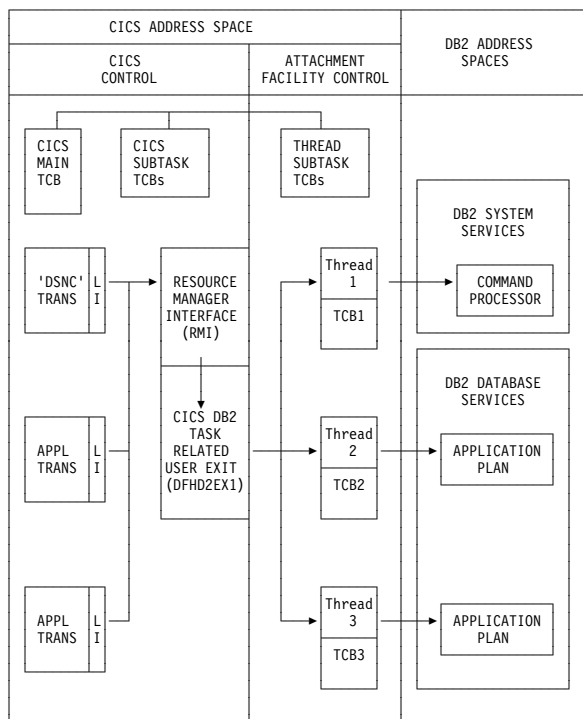 CICS ADDRESS SPACE
DB2 ADDRESS
SPACES
CICS
CONTROL
ATTACHMENT
FACILITY CONTROL
CICS
MAIN
TCB
CICS
SUBTASK
TCBs
THREAD
SUBTASK
TCBs
DB2 SYSTEM
SERVICES
'DSNC'
TRANS
L
I
RESOURCE
MANAGER
INTERFACE
(RMI)
Thread
1
TCB1
COMMAND
PROCESSOR
DB2 DATABASE
SERVICES
APPL
TRANS
L
I
CICS DB2
TASK
RELATED
USER EXIT
(DFHD2EX1)
Thread
2
TCB2
APPLICATION
PLAN
APPL
TRANS
L
I
Thread
3
TCB3
APPLICATION
PLAN